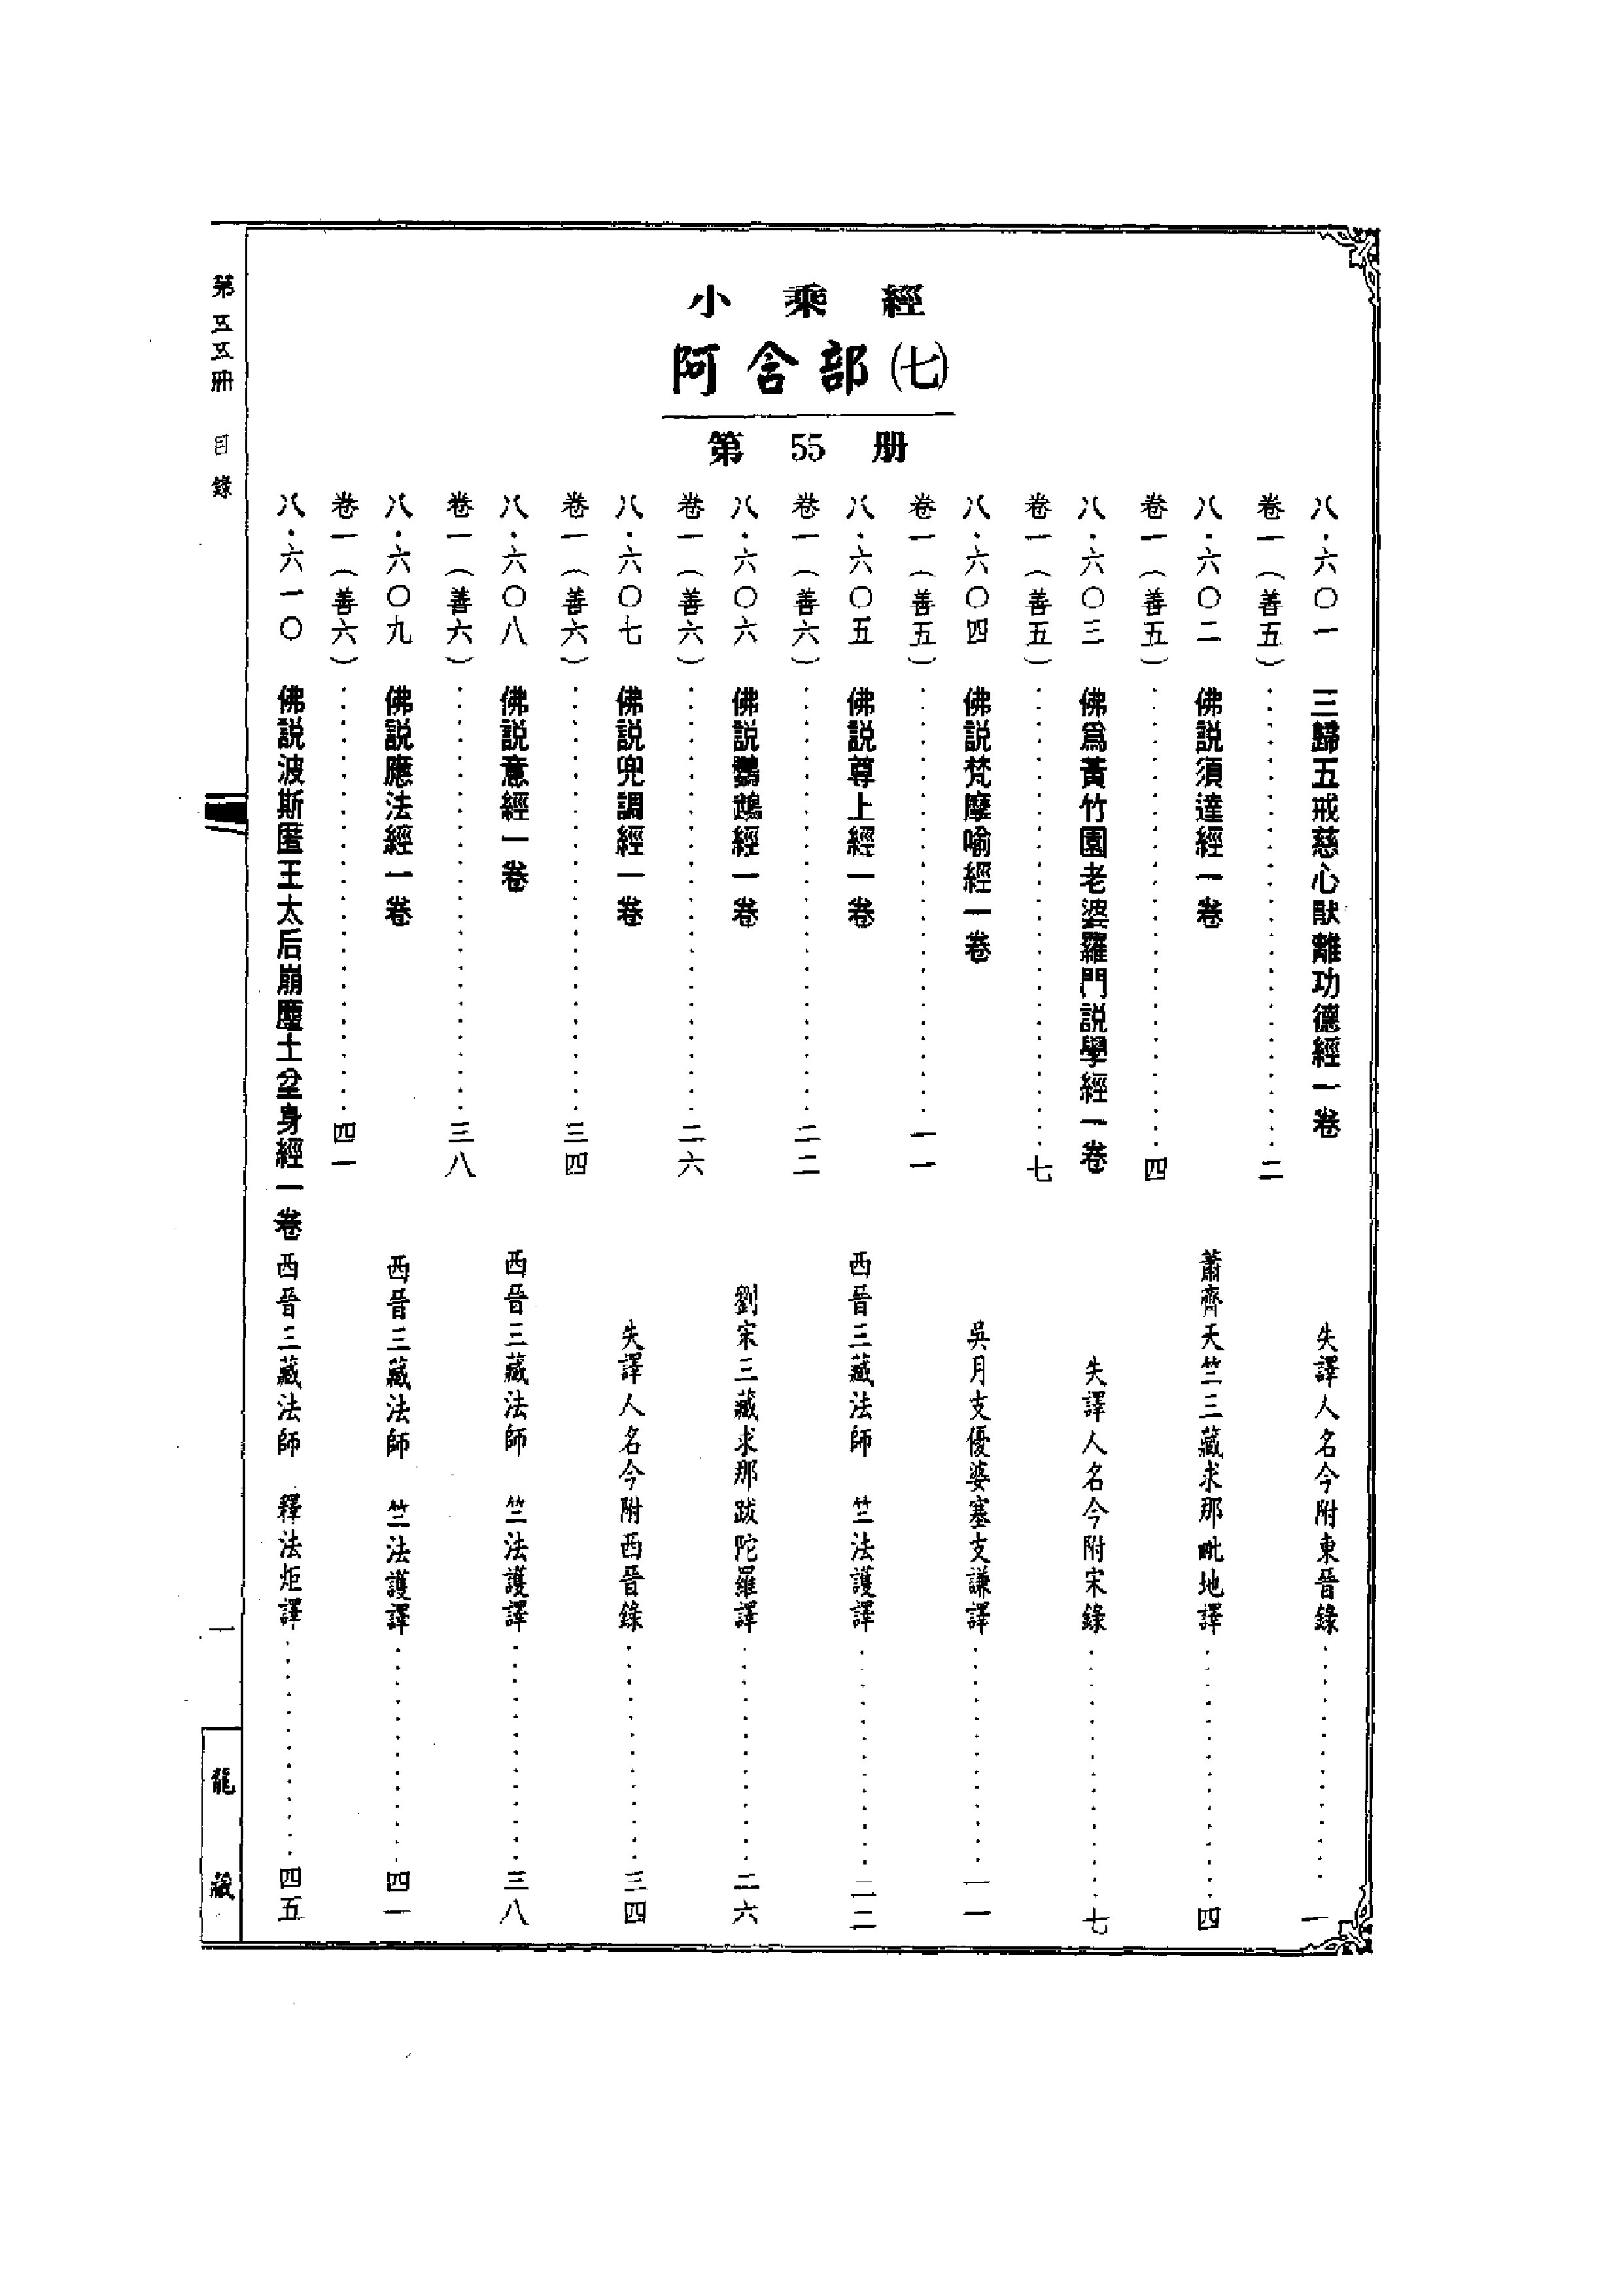 小乘經
阿含部(七)
第55册
八·六〇一 三歸五戒慈心猒離功德經一卷 失譯人名今附東晉錄……一
卷一(善五)……二
八·六〇二 佛説須達經一卷 蕭齊天竺三藏求那毗地譯……四
卷一(善五)……四
八·六〇三 佛爲黃竹園老婆羅門説學經一卷 失譯人名今附宋錄……七
卷一(善五)……七
八·六〇四 佛説梵摩喻經一卷 吳月支優婆塞支謙譯……一一
卷一(善五)……一一
八·六〇五 佛説尊上經一卷 西晉三藏法師 竺法護譯……二二
卷一(善六)……二二
八·六〇六 佛説鸚鵡經一卷 劉宋三藏求那跋陀羅譯……二六
卷一(善六)……二六
八·六〇七 佛説兜調經一卷 失譯人名今附西晉錄……三四
卷一(善六)……三四
八·六〇八 佛説意經一卷 西晉三藏法師 竺法護譯……三八
卷一(善六)……三八
八·六〇九 佛説應法經一卷 西晉三藏法師 竺法護譯……四一
卷一(善六)……四一
八·六一〇 佛説波斯匿王太后崩塵土坌身經一卷 西晉三藏法師 釋法炬譯……四五
第五五册 目錄
一
龍藏